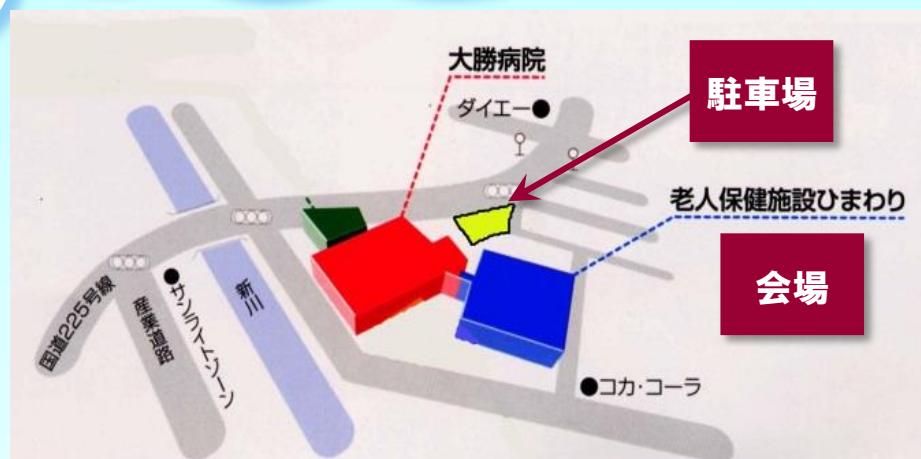 大勝病院
駐車場
ダイエー
老人保健施設ひまわり
会場
国道225号線
産業道路
サンライトゾーン
新川
コカ・コーラ